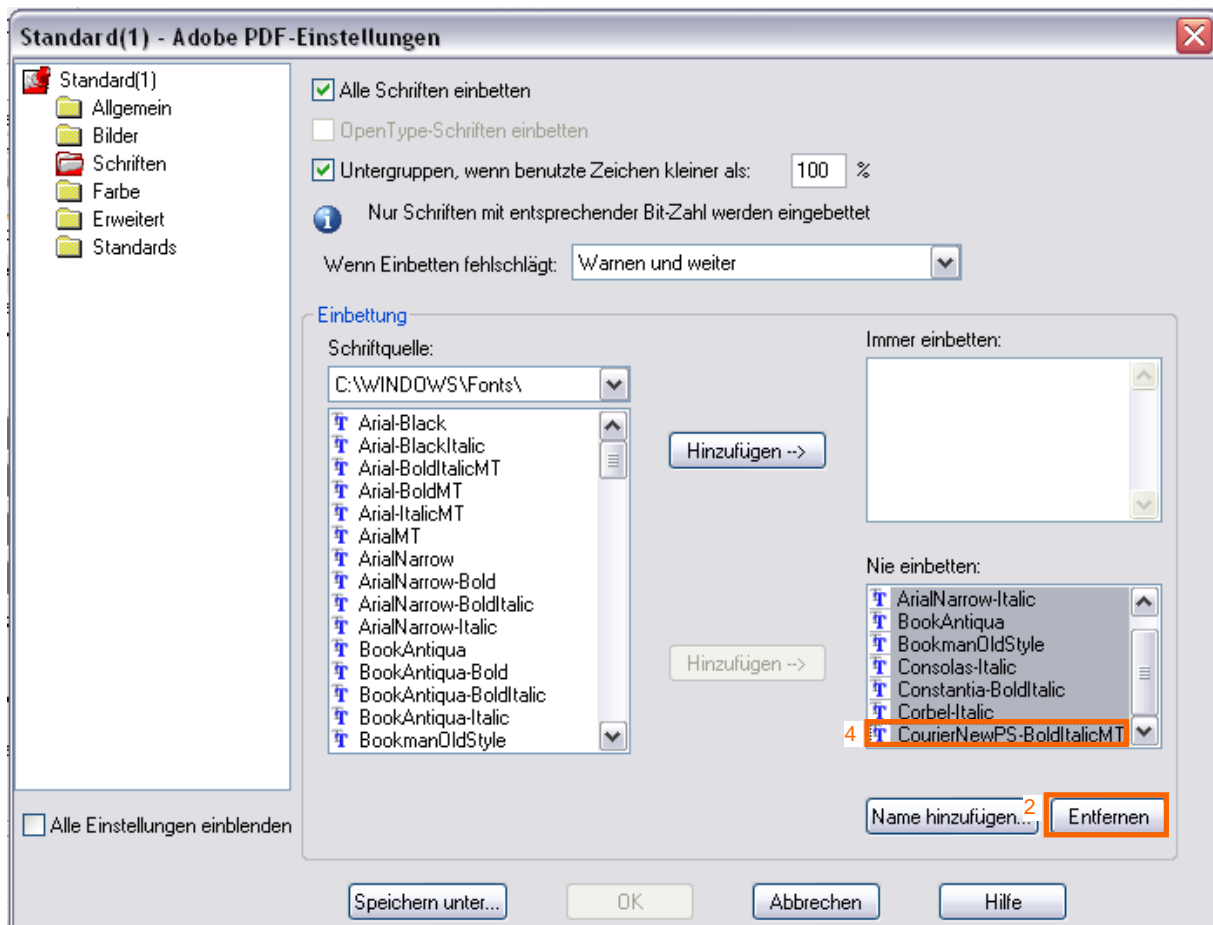 Standard(1) - Adobe PDF-Einstellungen
Standard(1)
Allgemein
Bilder
Schriften
Farbe
Erweitert
Standards
Alle Einstellungen einblenden
Alle Schriften einbetten
OpenType-Schriften einbetten
Untergruppen, wenn benutzte Zeichen kleiner als: 100 %
Nur Schriften mit entsprechender Bit-Zahl werden eingebettet
Wenn Einbetten fehlschlägt: Warnen und weiter
Einbettung
Schriftquelle:
C:\WINDOWS\Fonts\
Arial-Black
Arial-BlackItalic
Arial-BoldItalicMT
Arial-BoldMT
Arial-ItalicMT
ArialMT
ArialNarrow
ArialNarrow-Bold
ArialNarrow-BoldItalic
ArialNarrow-Italic
BookAntiqua
BookAntiqua-Bold
BookAntiqua-BoldItalic
BookAntiqua-Italic
BookmanOldStyle
Hinzufügen -->
Hinzufügen -->
Immer einbetten:
Nie einbetten:
ArialNarrow-Italic
BookAntiqua
BookmanOldStyle
Consolas-Italic
Constantia-BoldItalic
Corbel-Italic
4 CourierNewPS-BoldItalicMT
Name hinzufügen... 2 Entfernen
Speichern unter... OK Abbrechen Hilfe